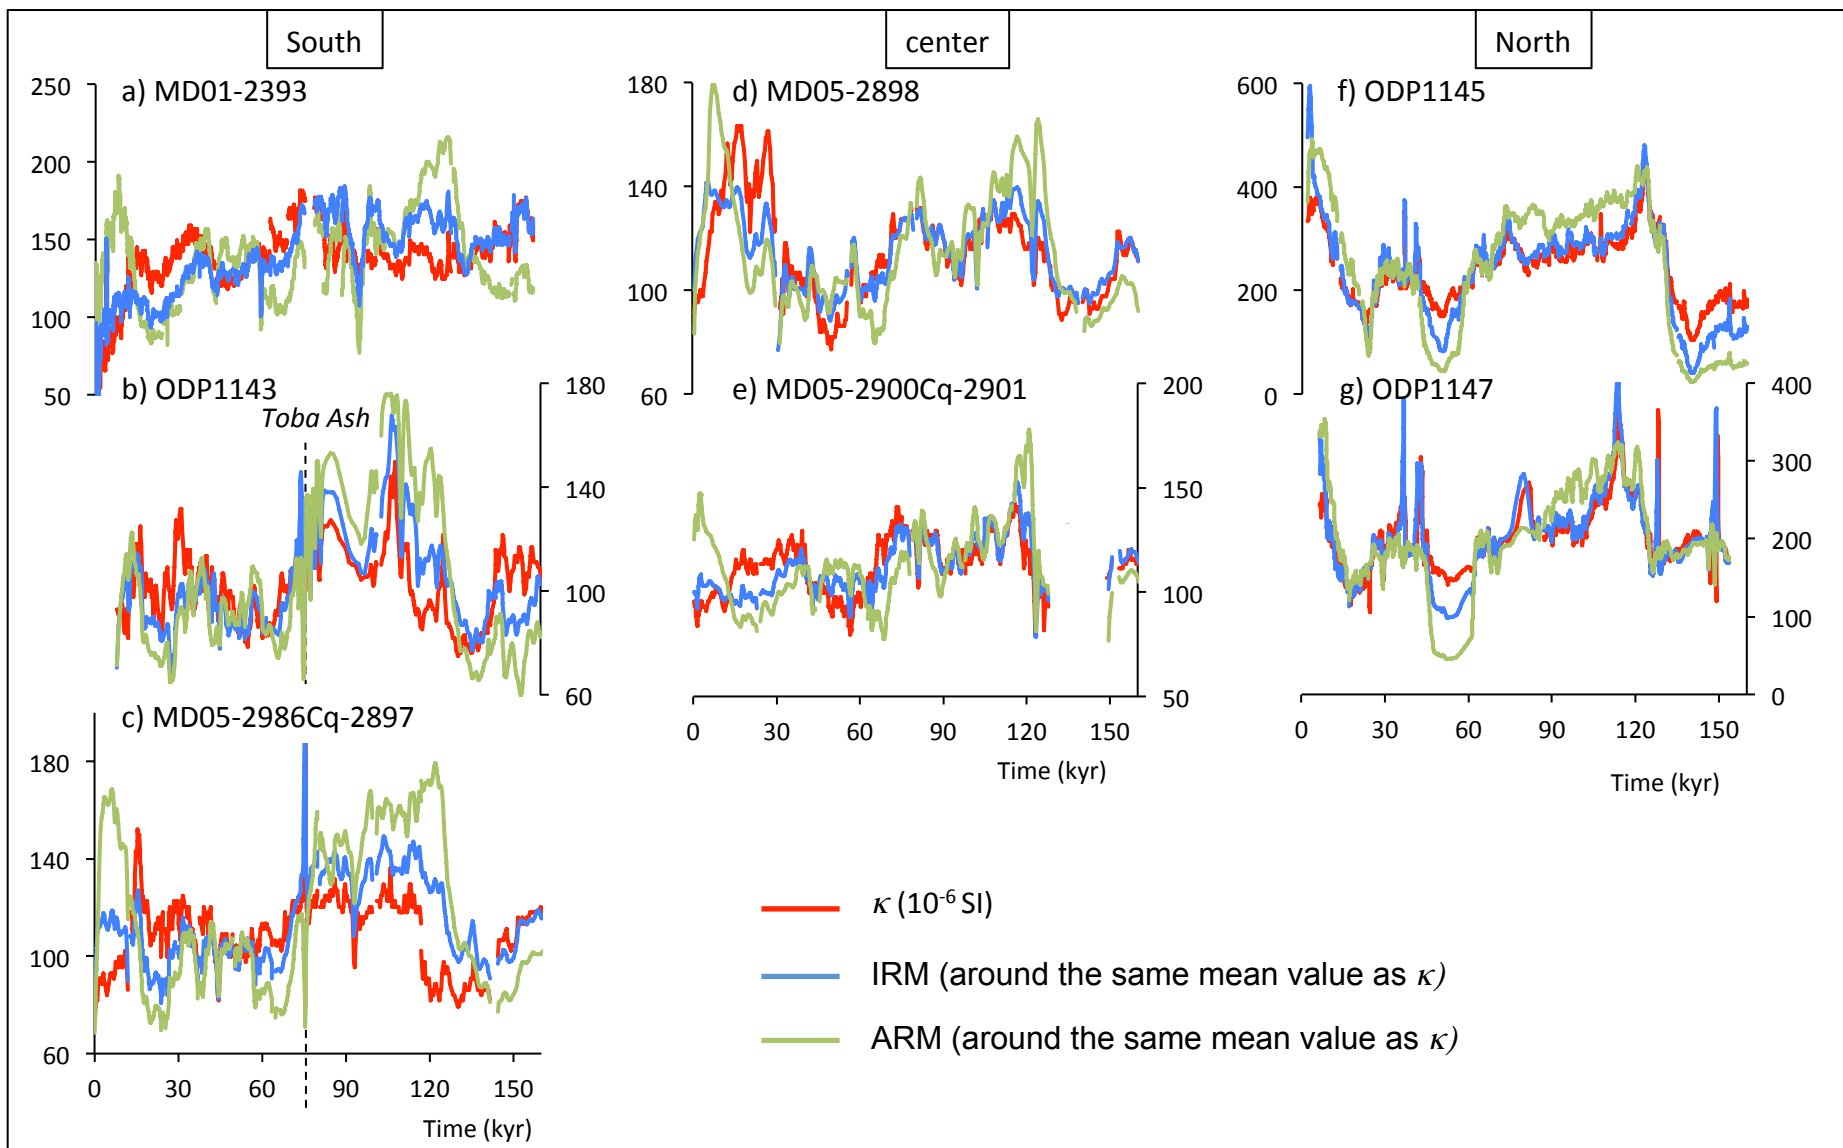 South
center
North
a) MD01-2393
250
200
150
100
50
b) ODP1143
Toba Ash
180
140
100
60
c) MD05-2986Cq-2897
180
140
100
60
0 30 60 90 120 150
Time (kyr)
d) MD05-2898
180
140
100
60
e) MD05-2900Cq-2901
200
150
100
50
0 30 60 90 120 150
Time (kyr)
f) ODP1145
600
400
200
0
g) ODP1147
400
300
200
100
0
0 30 60 90 120 150
Time (kyr)
κ (10⁻⁶ SI)
IRM (around the same mean value as κ)
ARM (around the same mean value as κ)